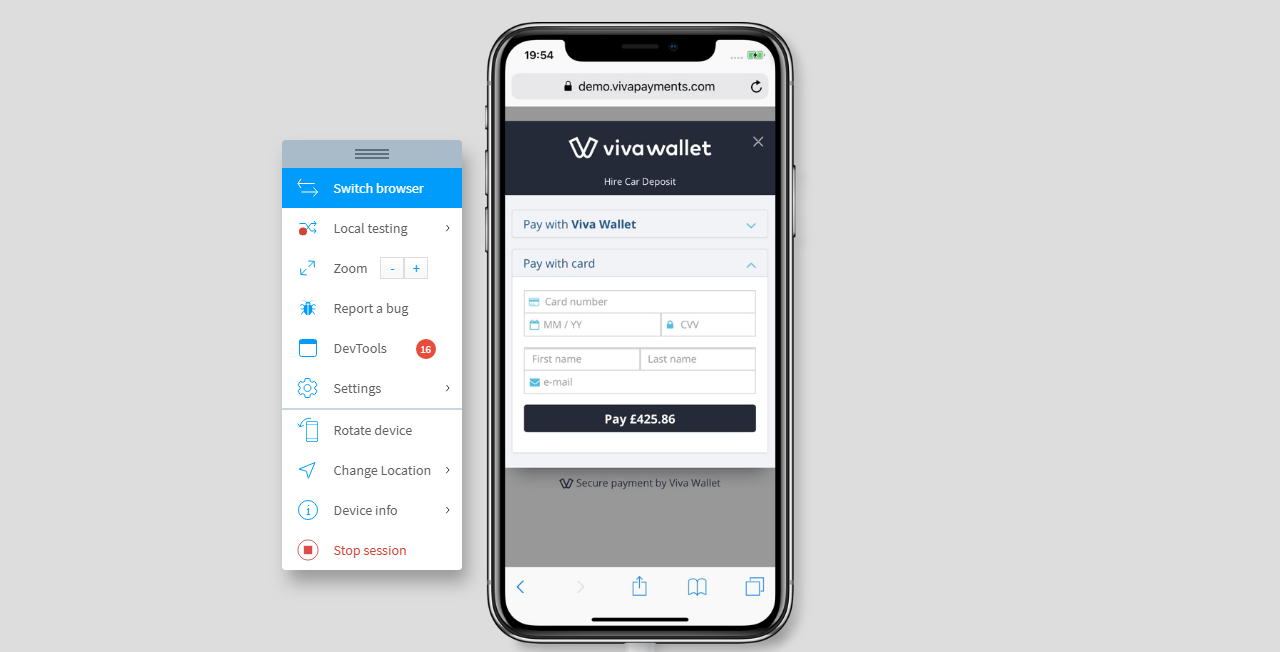 Switch browser
Local testing
Zoom - +
Report a bug
DevTools 16
Settings
Rotate device
Change Location
Device info
Stop session
19:54
demo.vivapayments.com
vivawallet
Hire Car Deposit
Pay with Viva Wallet
Pay with card
Card number
MM / YY CVV
First name Last name
e-mail
Pay £425.86
Secure payment by Viva Wallet